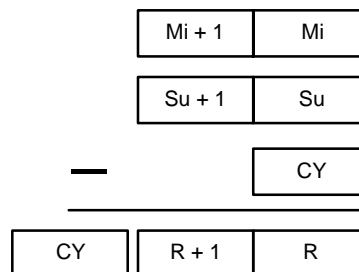 Mi + 1 Mi
Su + 1 Su
— CY
CY R + 1 R